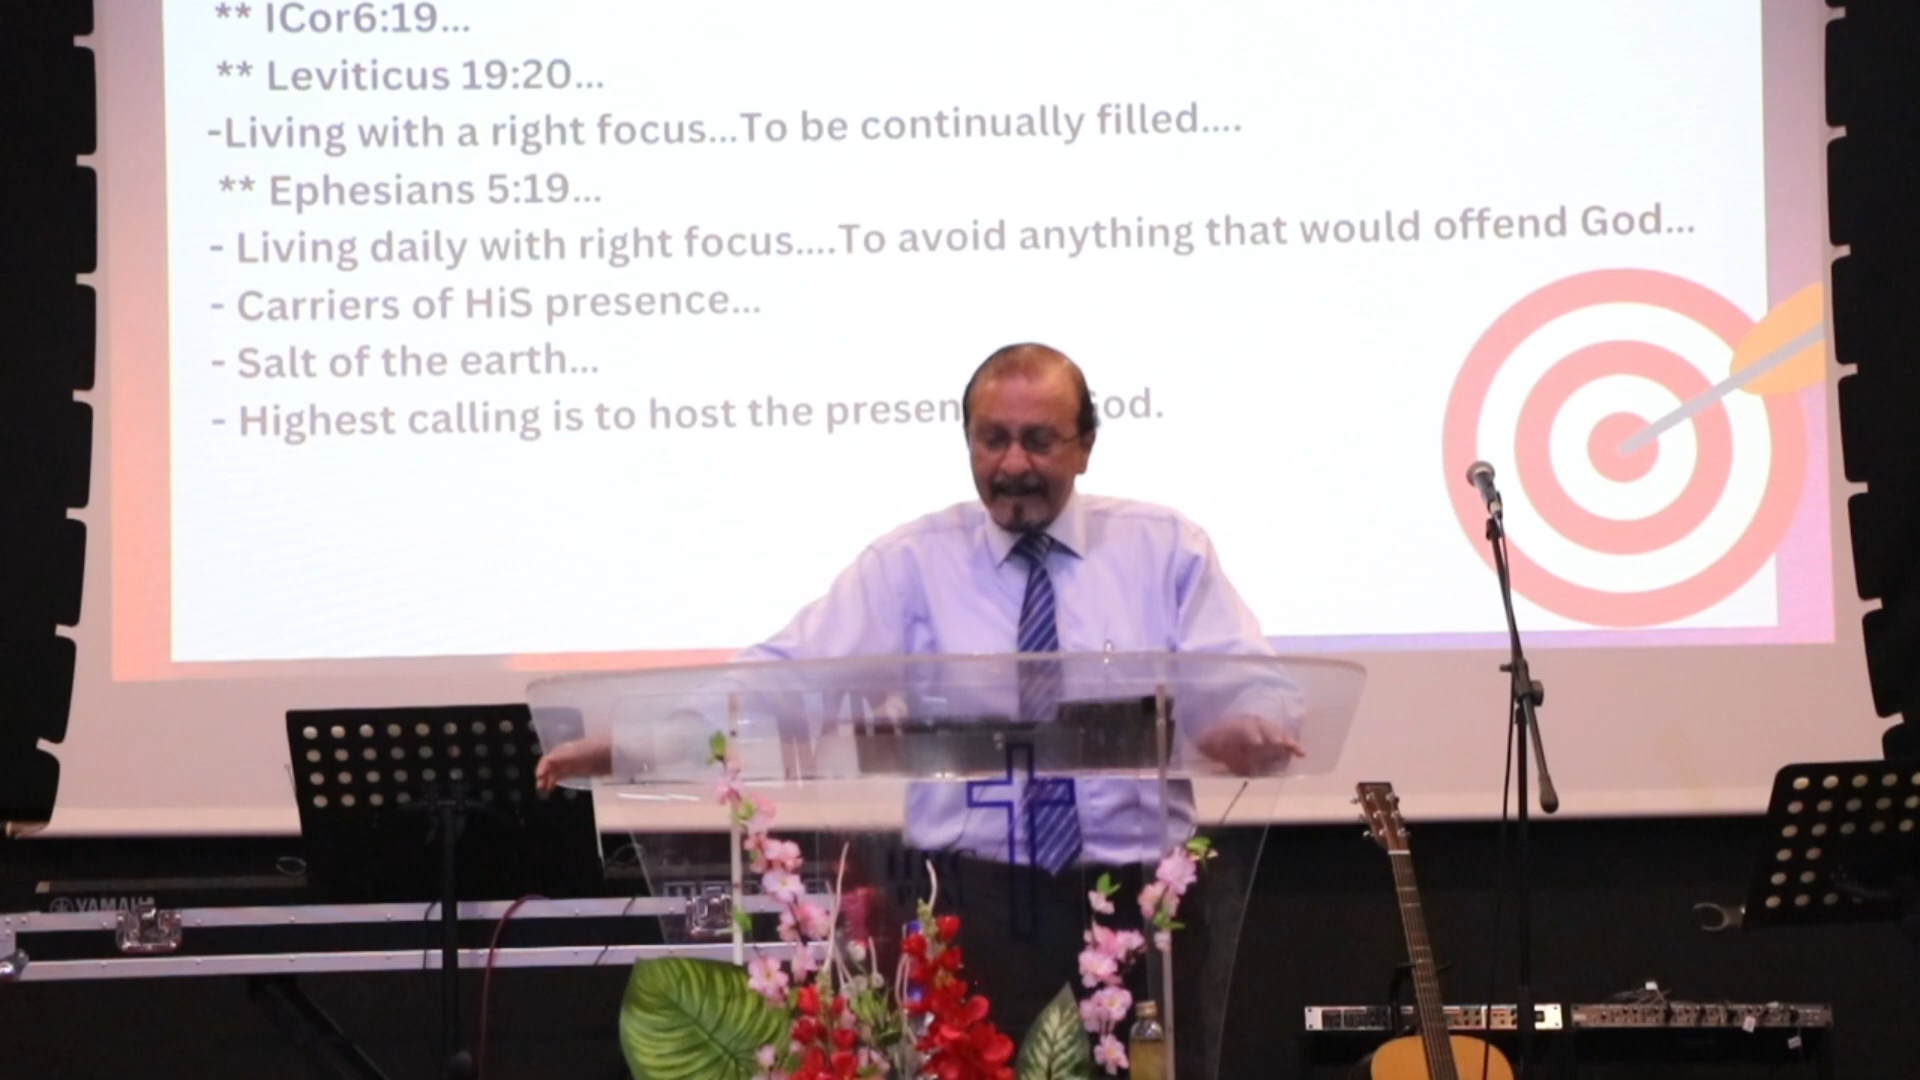 ** ICor6:19...
** Leviticus 19:20...
-Living with a right focus...To be continually filled....
** Ephesians 5:19...
- Living daily with right focus....To avoid anything that would offend God...
- Carriers of HiS presence...
- Salt of the earth...
- Highest calling is to host the presen od.
YAMAHA